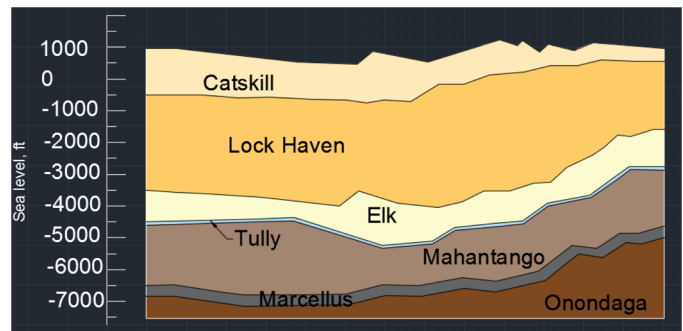 Sea level, ft
1000
0
-1000
-2000
-3000
-4000
-5000
-6000
-7000
Catskill
Lock Haven
Elk
Tully
Mahantango
Marcellus
Onondaga